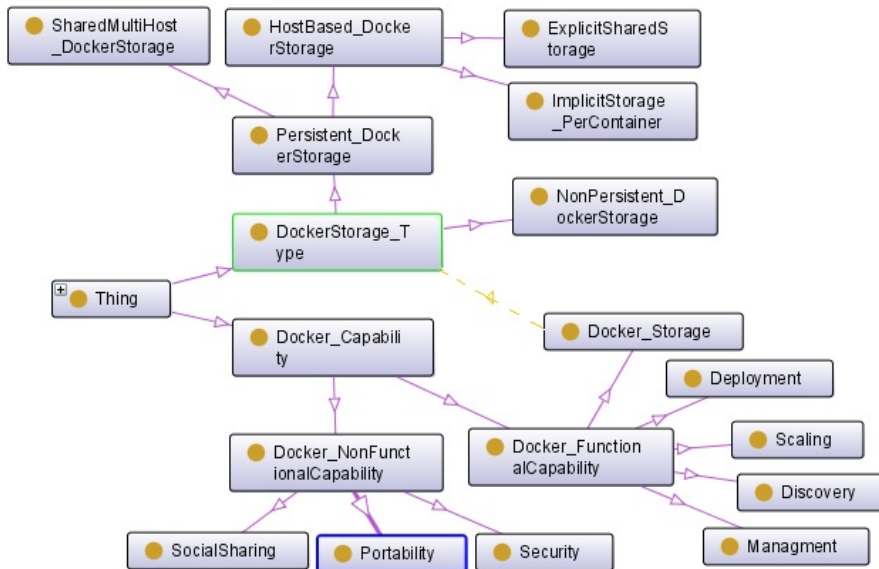 SharedMultiHost
_DockerStorage
HostBased_Docke
rStorage
ExplicitSharedS
torage
ImplicitStorage
_PerContainer
Persistent_Dock
erStorage
NonPersistent_D
ockerStorage
DockerStorage_T
ype
Thing
Docker_Storage
Docker_Capabili
ty
Deployment
Docker_NonFunct
ionalCapability
Docker_Function
alCapability
Scaling
Discovery
SocialSharing
Portability
Security
Managment